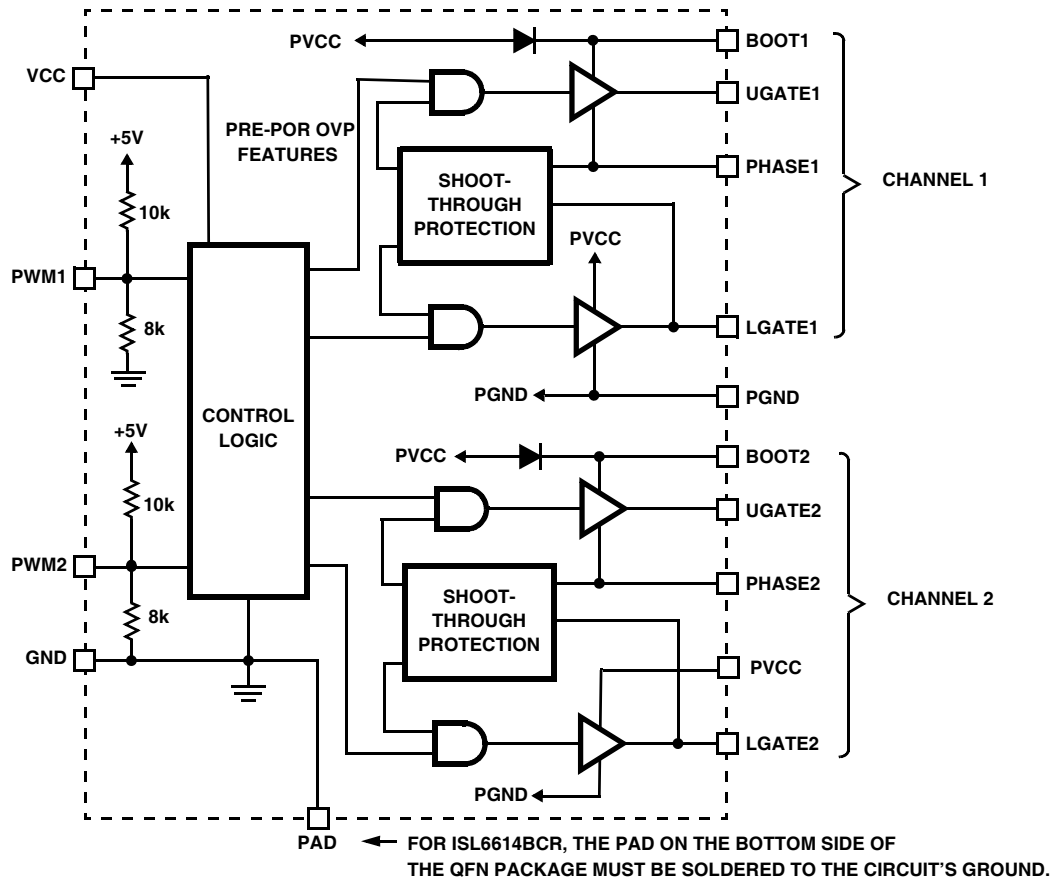 PVCC
BOOT1
VCC
UGATE1
+5V
PRE-POR OVP
FEATURES
10k
SHOOT-
THROUGH
PROTECTION
PHASE1
CHANNEL 1
PVCC
PWM1
8k
LGATE1
PGND
PGND
CONTROL
LOGIC
+5V
PVCC
BOOT2
10k
UGATE2
PWM2
PHASE2
SHOOT-
THROUGH
PROTECTION
CHANNEL 2
8k
GND
PVCC
LGATE2
PGND
PAD
FOR ISL6614BCR, THE PAD ON THE BOTTOM SIDE OF
THE QFN PACKAGE MUST BE SOLDERED TO THE CIRCUIT'S GROUND.